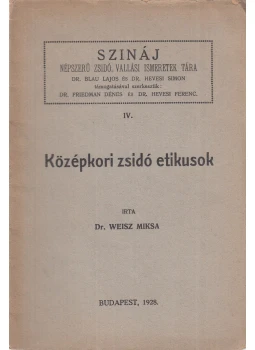 SZINÁJ
NÉPSZERŰ ZSIDÓ, VALLÁSI ISMERETEK TÁRA
DR. BLAU LAJOS ÉS DR. HEVESI SIMON
támogatásával szerkesztik:
DR. FRIEDMAN DÉNES és DR. HEVESI FERENC.
IV.
Középkori zsidó etikusok
IRTA
Dr. WEISZ MIKSA
BUDAPEST, 1928.